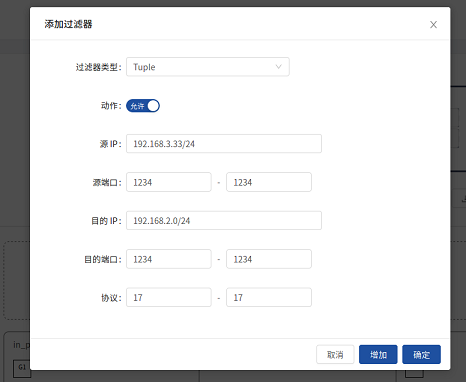 添加过滤器
过滤器类型： Tuple
动作： 允许
源 IP： 192.168.3.33/24
源端口： 1234 - 1234
目的 IP： 192.168.2.0/24
目的端口： 1234 - 1234
协议： 17 - 17
in_p
G1
取消 增加 确定